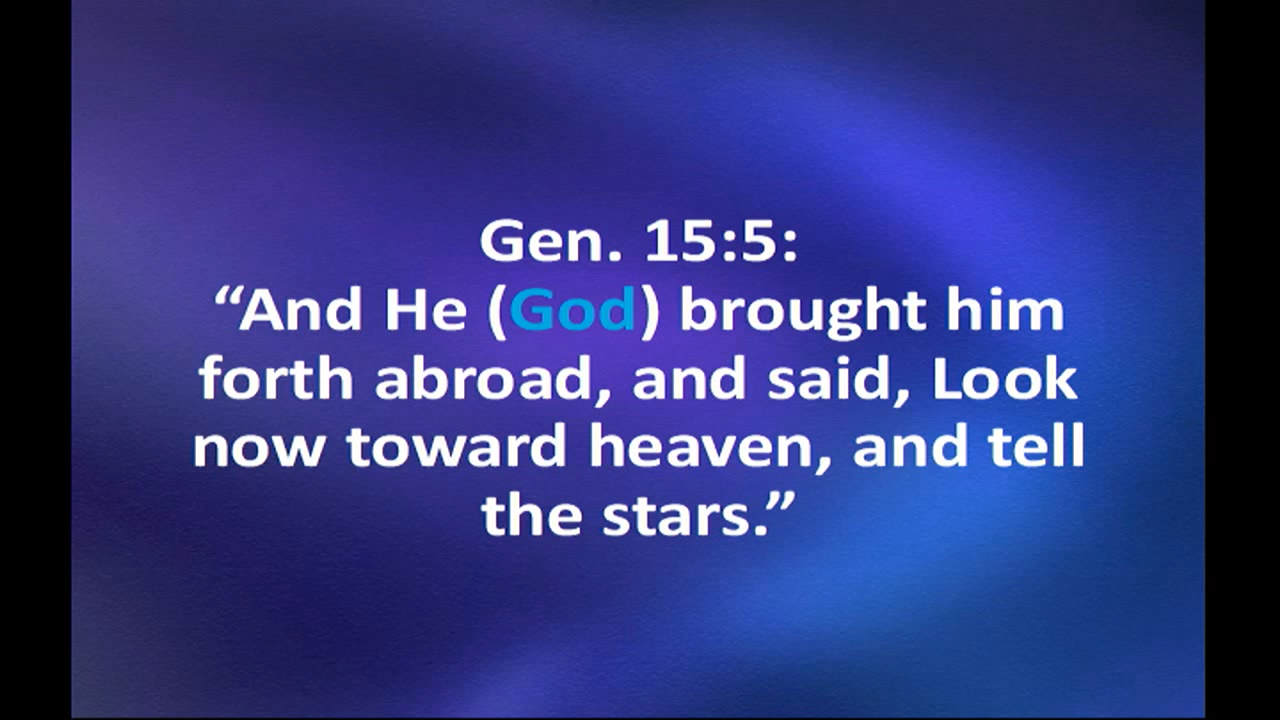 Gen. 15:5:
“And He (God) brought him
forth abroad, and said, Look
now toward heaven, and tell
the stars.”